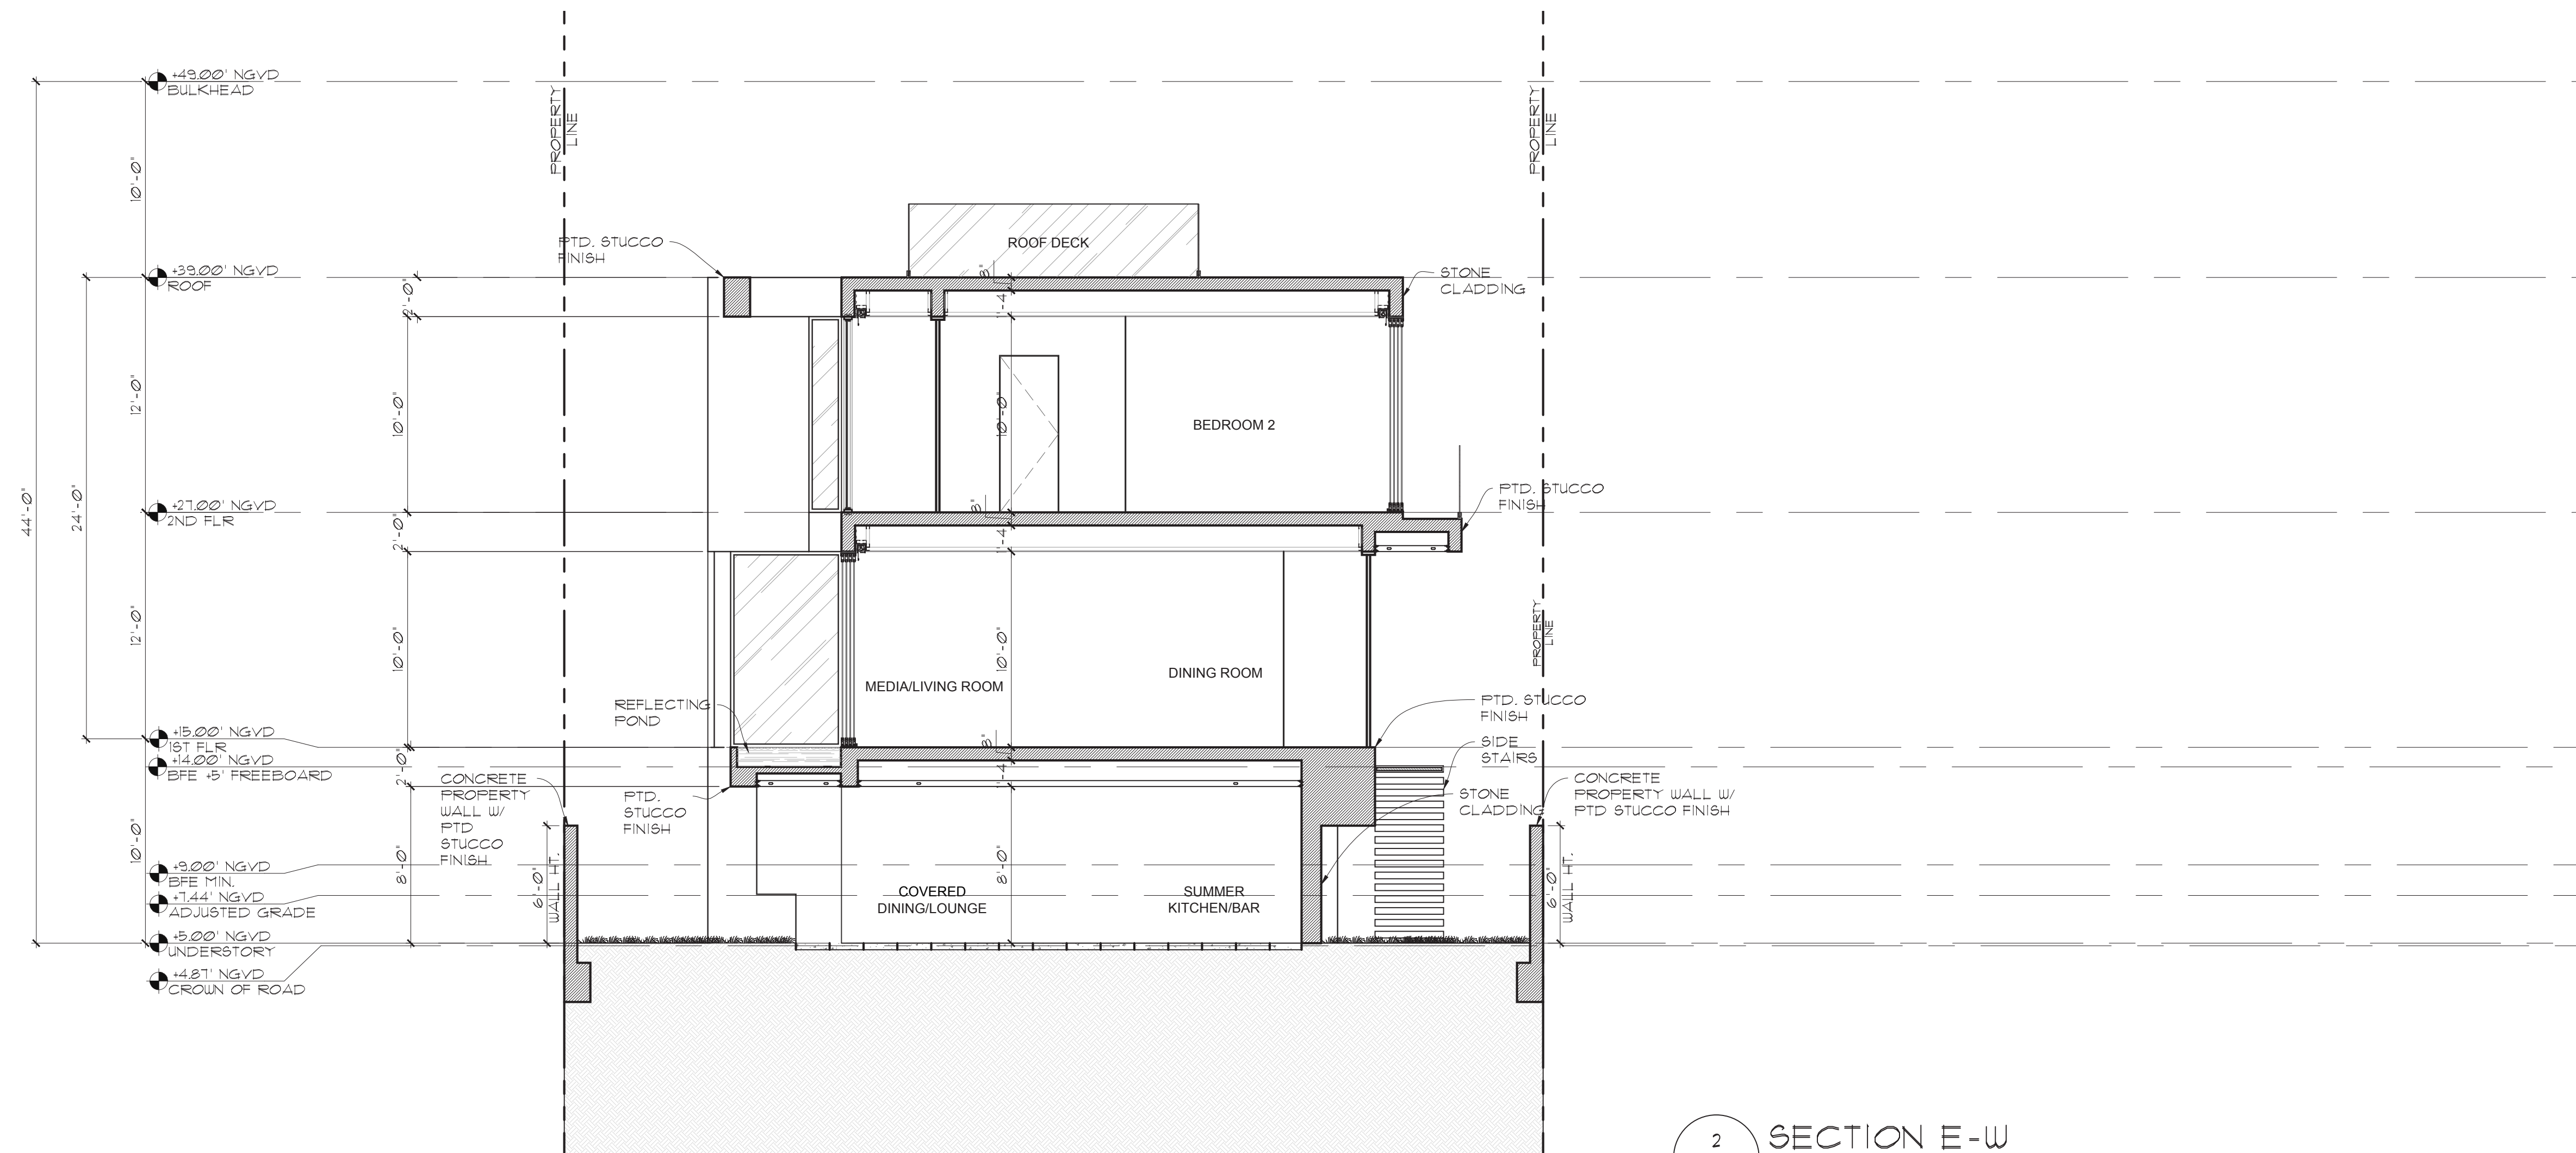 +49.00' NGVD
BULKHEAD
PROPERTY
LINE
PROPERTY
LINE
10'-0"
ROOF DECK
PTD. STUCCO
FINISH
+39.00' NGVD
ROOF
8"
STONE
CLADDING
2'-0"
1'-4"
12'-0"
10'-0"
10'-0"
BEDROOM 2
44'-0"
24'-0"
+27.00' NGVD
2ND FLR
8"
PTD. STUCCO
FINISH
2'-0"
1'-4"
12'-0"
10'-0"
10'-0"
PROPERTY
LINE
MEDIA/LIVING ROOM
DINING ROOM
REFLECTING
POND
PTD. STUCCO
FINISH
+15.00' NGVD
1ST FLR
8"
SIDE
STAIRS
+14.00' NGVD
BFE +5' FREEBOARD
2'-0"
1'-4"
CONCRETE
PROPERTY
WALL W/
PTD
STUCCO
FINISH
PTD.
STUCCO
FINISH
STONE
CLADDING
CONCRETE
PROPERTY WALL W/
PTD STUCCO FINISH
10'-0"
8'-0"
6'-0"
WALL HT.
8'-0"
6'-0"
WALL HT.
+9.00' NGVD
BFE MIN.
+7.44' NGVD
ADJUSTED GRADE
COVERED
DINING/LOUNGE
SUMMER
KITCHEN/BAR
+5.00' NGVD
UNDERSTORY
+4.87' NGVD
CROWN OF ROAD
2
SECTION E-W